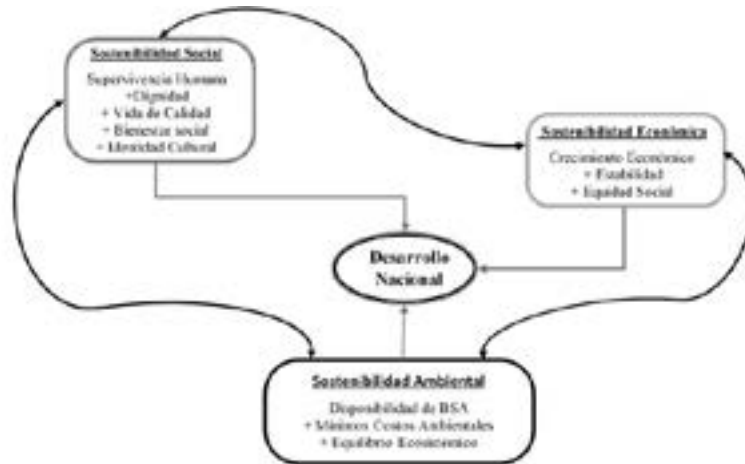 Sostenibilidad Social
Supervivencia Humana
+Dignidad
+ Vida de Calidad
+ Bienestar social
+ Identidad Cultural
Sostenibilidad Económica
Crecimiento Económico
+ Estabilidad
+ Equidad Social
Desarrollo
Nacional
Sostenibilidad Ambiental
Disponibilidad de BSA
+ Mínimos Costos Ambientales
+ Equilibrio